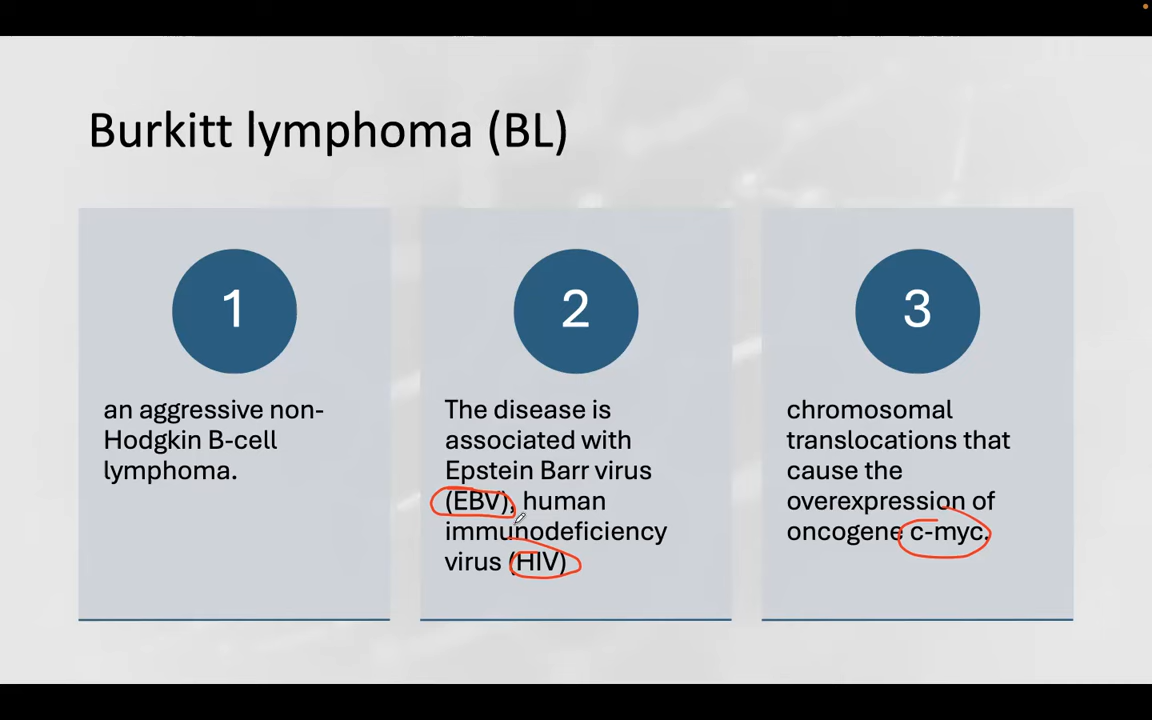 Burkitt lymphoma (BL)
1
an aggressive non-
Hodgkin B-cell
lymphoma.
2
The disease is
associated with
Epstein Barr virus
(EBV), human
immunodeficiency
virus (HIV)
3
chromosomal
translocations that
cause the
overexpression of
oncogene c-myc.